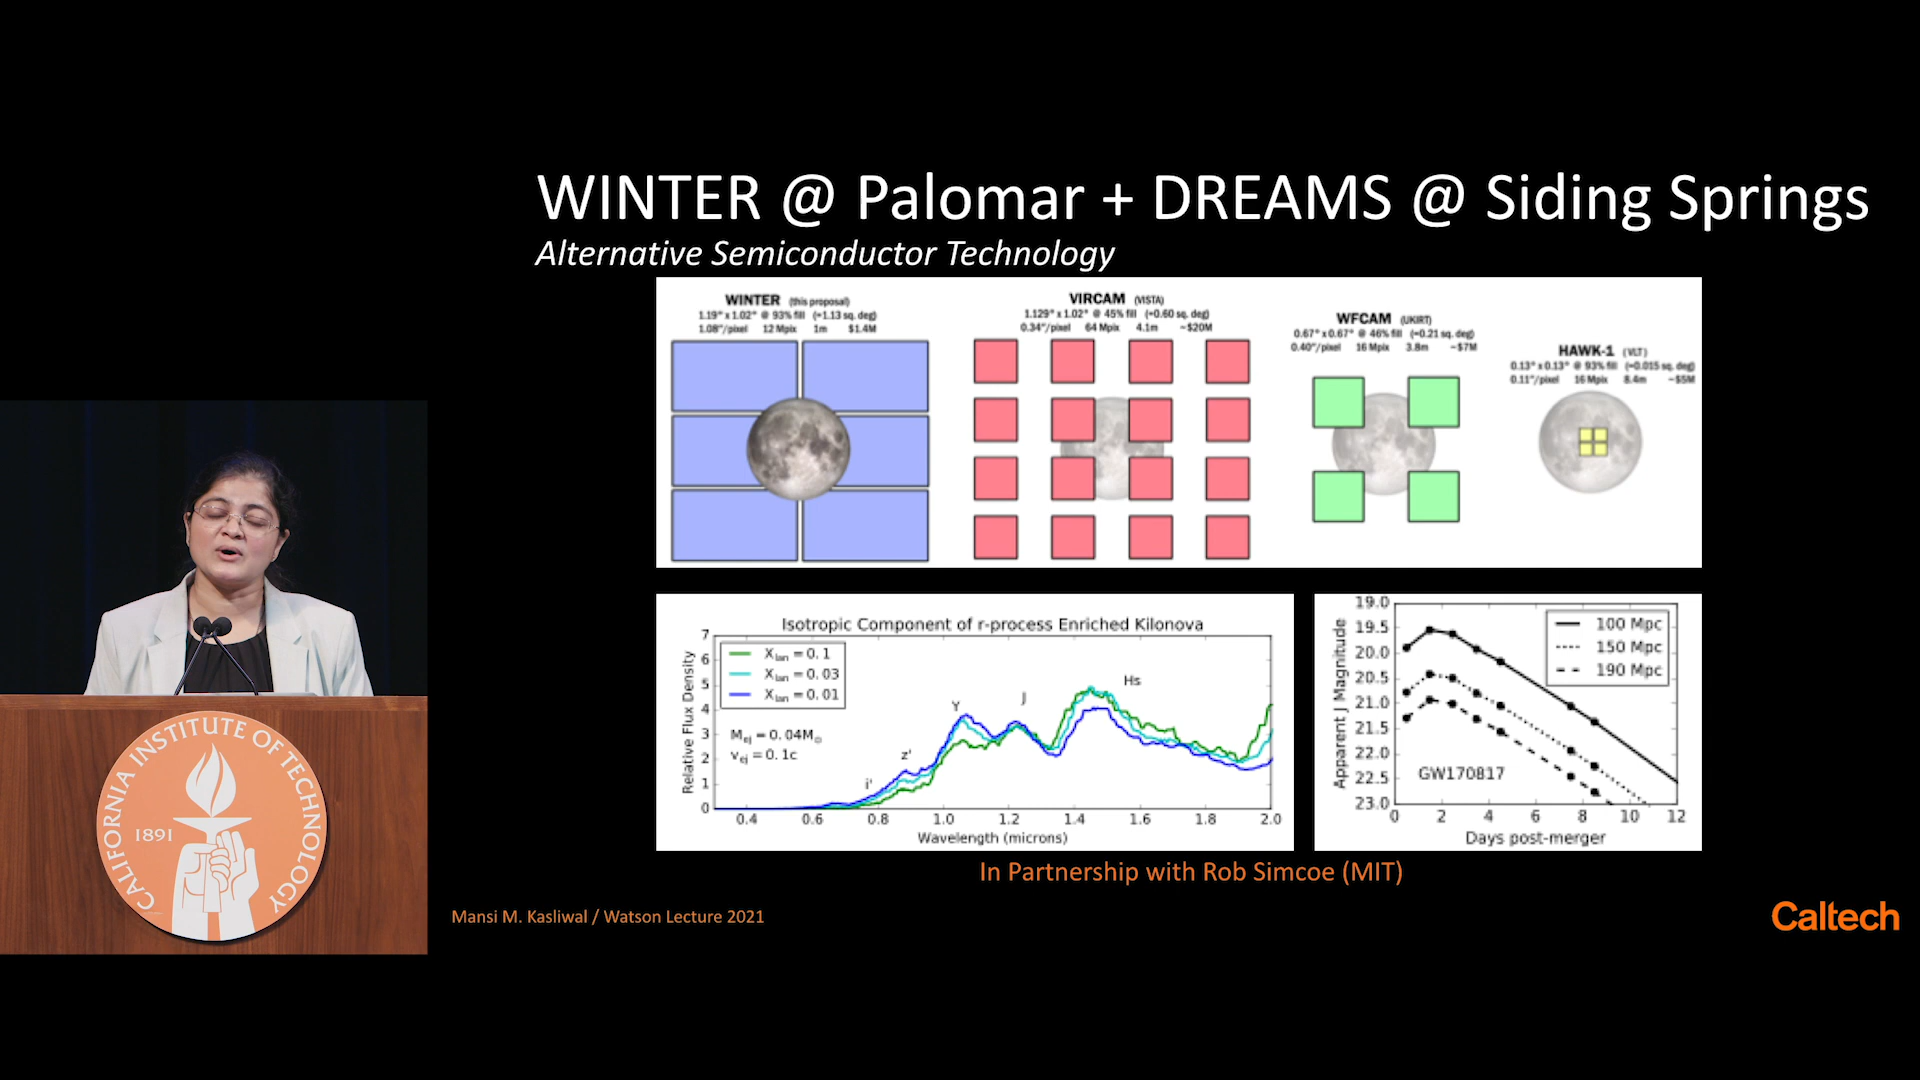 WINTER @ Palomar + DREAMS @ Siding Springs
Alternative Semiconductor Technology
WINTER (this proposal)
1.19° x 1.02° @ 93% fill (=1.13 sq. deg)
1.08"/pixel 12 Mpix 1m $1.4M
VIRCAM (VISTA)
1.129° x 1.02° @ 45% fill (=0.60 sq. deg)
0.34"/pixel 64 Mpix 4.1m ~$20M
WFCAM (UKIRT)
0.67° x 0.67° @ 46% fill (=0.21 sq. deg)
0.40"/pixel 16 Mpix 3.8m ~$7M
HAWK-1 (VLT)
0.13° x 0.13° @ 93% fill (=0.015 sq. deg)
0.11"/pixel 16 Mpix 8.4m ~$5M
Isotropic Component of r-process Enriched Kilonova
Relative Flux Density
7
6
5
4
3
2
1
0
X_lan = 0.1
X_lan = 0.03
X_lan = 0.01
M_ej = 0.04M_⊙
v_ej = 0.1c
i'
z'
Y
J
Hs
0.4 0.6 0.8 1.0 1.2 1.4 1.6 1.8 2.0
Wavelength (microns)
Apparent J Magnitude
19.0
19.5
20.0
20.5
21.0
21.5
22.0
22.5
23.0
100 Mpc
150 Mpc
190 Mpc
GW170817
0 2 4 6 8 10 12
Days post-merger
In Partnership with Rob Simcoe (MIT)
Mansi M. Kasliwal / Watson Lecture 2021
Caltech
CALIFORNIA INSTITUTE OF TECHNOLOGY
1891